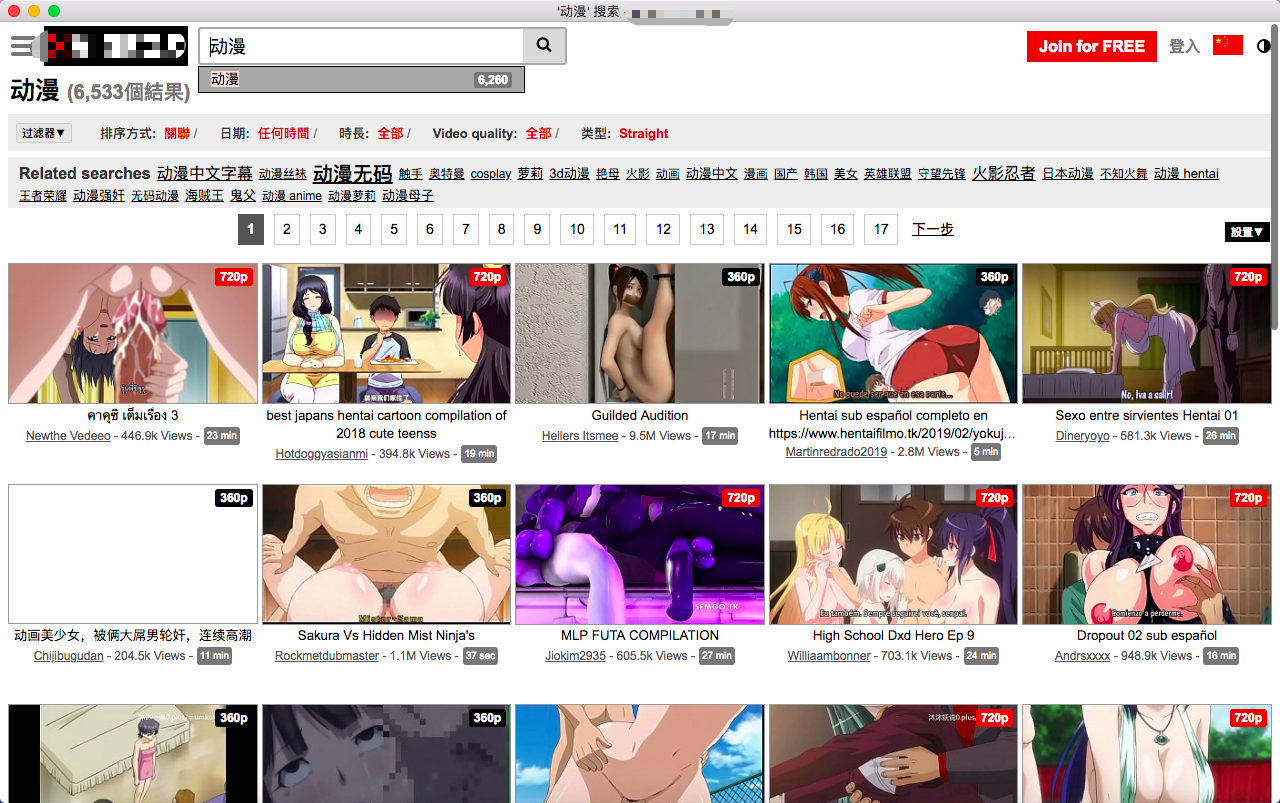 '动漫' 搜索 ·
动漫
Join for FREE
登入
动漫 6,260
动漫 (6,533個結果)
过滤器▼ 排序方式: 關聯 / 日期: 任何時間 / 時長: 全部 / Video quality: 全部 / 类型: Straight
Related searches 动漫中文字幕 动漫丝袜 动漫无码 触手 奥特曼 cosplay 萝莉 3d动漫 艳母 火影 动画 动漫中文 漫画 国产 韩国 美女 英雄联盟 守望先锋 火影忍者 日本动漫 不知火舞 动漫 hentai
王者荣耀 动漫强奸 无码动漫 海贼王 鬼父 动漫 anime 动漫萝莉 动漫母子
1 2 3 4 5 6 7 8 9 10 11 12 13 14 15 16 17 下一步
設置▼
720p
720p
360p
360p
720p
No puede ser que en esa parte...
No, Iva a salir!
คาคุซิ เต็มเรื่อง 3
Newthe Vedeeo - 446.9k Views - 23 min
best japans hentai cartoon compilation of
2018 cute teenss
Hotdoggyasianmi - 394.8k Views - 19 min
Guilded Audition
Hellers Itsmee - 9.5M Views - 17 min
Hentai sub español completo en
https://www.hentaifilmo.tk/2019/02/yokuj…
Martinredrado2019 - 2.8M Views - 5 min
Sexo entre sirvientes Hentai 01
Dineryoyo - 581.3k Views - 26 min
360p
360p
720p
720p
720p
Mister-Sama
SEMGO.TK
Eu também. Sempre seguirei você, senpai.
Comienzo a perderme.
动画美少女，被俩大屌男轮奸，连续高潮
Chijibugudan - 204.5k Views - 11 min
Sakura Vs Hidden Mist Ninja's
Rockmetdubmaster - 1.1M Views - 37 sec
MLP FUTA COMPILATION
Jiokim2935 - 605.5k Views - 27 min
High School Dxd Hero Ep 9
Williaambonner - 703.1k Views - 24 min
Dropout 02 sub español
Andrsxxxx - 948.9k Views - 16 min
360p
360p
720p
720p